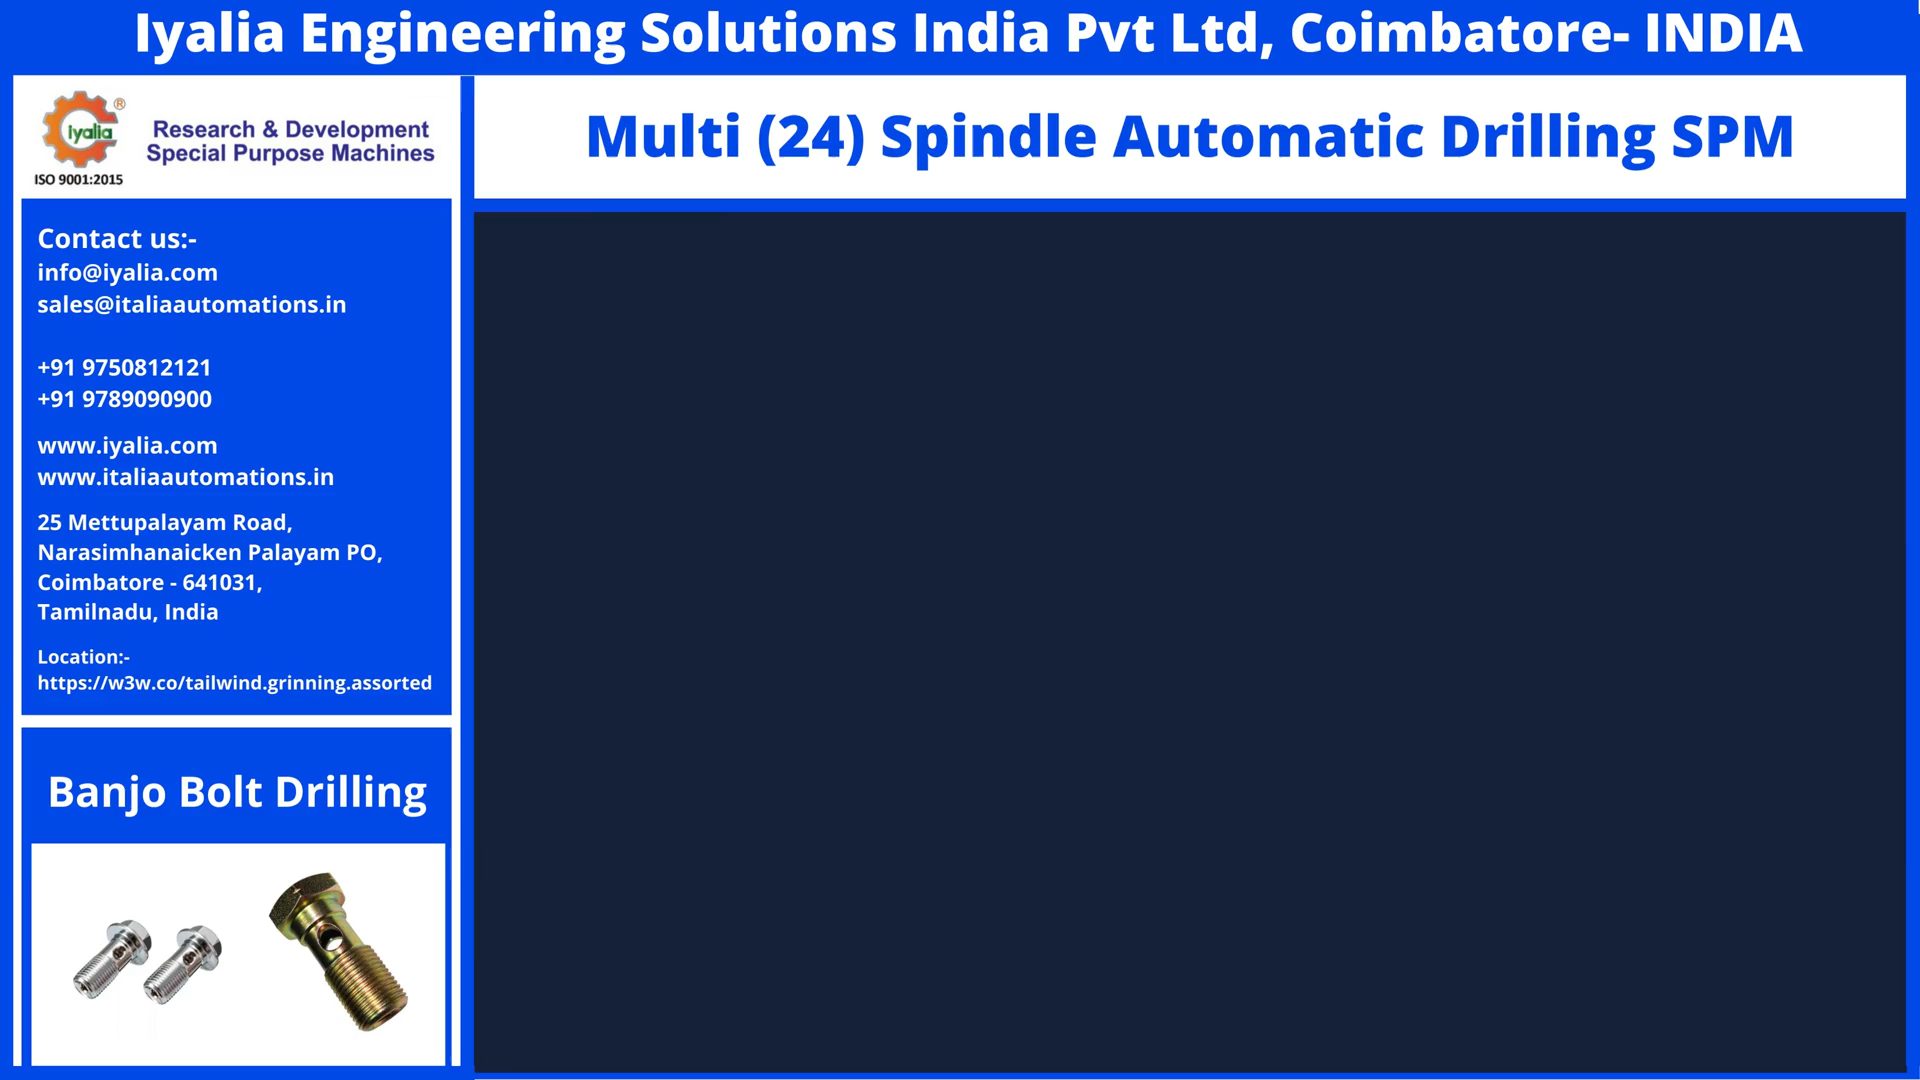 Iyalia Engineering Solutions India Pvt Ltd, Coimbatore- INDIA
iyalia
®
ISO 9001:2015
Research & Development
Special Purpose Machines
Multi (24) Spindle Automatic Drilling SPM
Contact us:-
info@iyalia.com
sales@italiaautomations.in
+91 9750812121
+91 9789090900
www.iyalia.com
www.italiaautomations.in
25 Mettupalayam Road,
Narasimhanaicken Palayam PO,
Coimbatore - 641031,
Tamilnadu, India
Location:-
https://w3w.co/tailwind.grinning.assorted
Banjo Bolt Drilling